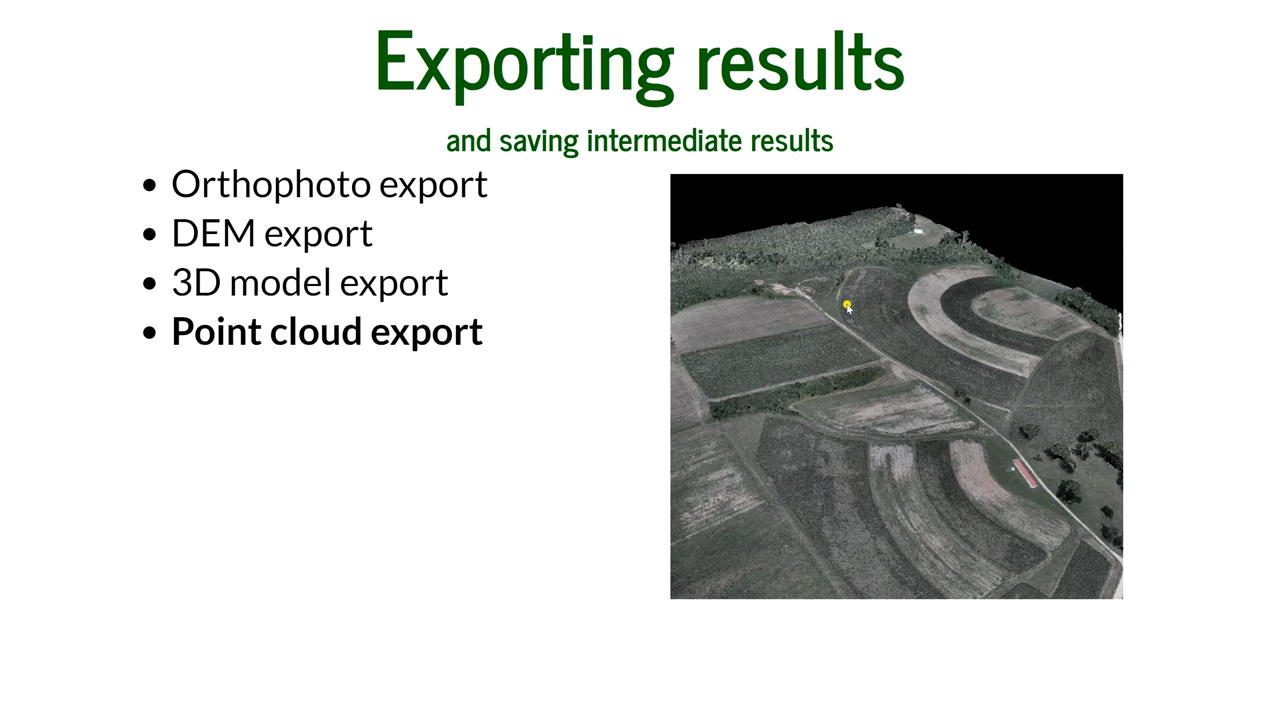 Exporting results
and saving intermediate results
• Orthophoto export
• DEM export
• 3D model export
• Point cloud export